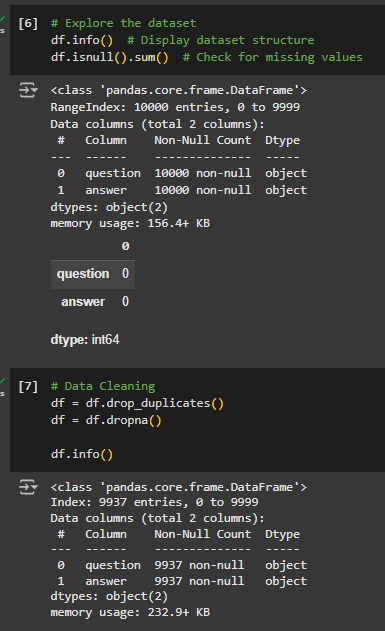 [6] # Explore the dataset
df.info()  # Display dataset structure
df.isnull().sum()  # Check for missing values
<class 'pandas.core.frame.DataFrame'>
RangeIndex: 10000 entries, 0 to 9999
Data columns (total 2 columns):
 #   Column    Non-Null Count  Dtype
---  ------    --------------  -----
 0   question  10000 non-null  object
 1   answer    10000 non-null  object
dtypes: object(2)
memory usage: 156.4+ KB
0
question 0
answer 0
dtype: int64
s
[7] # Data Cleaning
df = df.drop_duplicates()
df = df.dropna()
df.info()
<class 'pandas.core.frame.DataFrame'>
Index: 9937 entries, 0 to 9999
Data columns (total 2 columns):
 #   Column    Non-Null Count  Dtype
---  ------    --------------  -----
 0   question  9937 non-null   object
 1   answer    9937 non-null   object
dtypes: object(2)
memory usage: 232.9+ KB